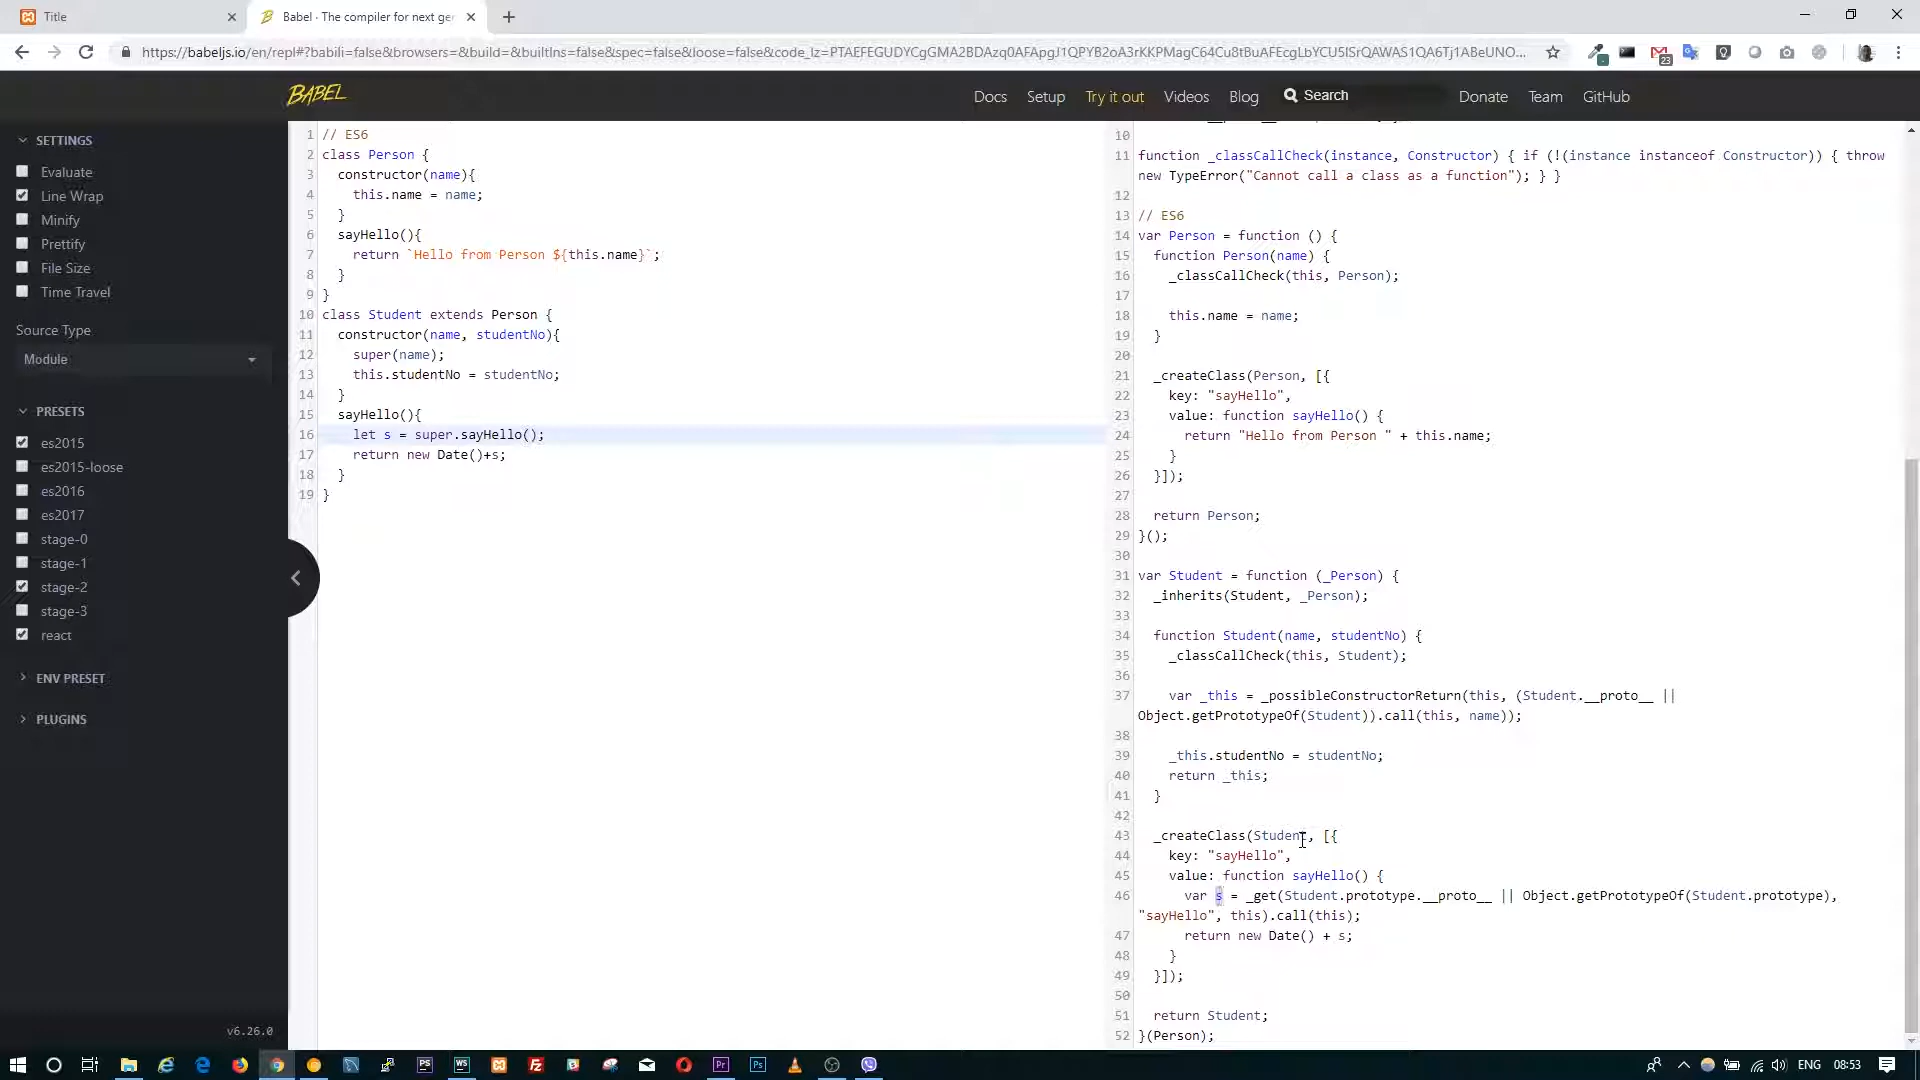 Title
Babel · The compiler for next ger
https://babeljs.io/en/repl#?babili=false&browsers=&build=&builtIns=false&spec=false&loose=false&code_lz=
23
BABEL
Docs
Setup
Try it out
Videos
Blog
Search
Donate
Team
GitHub
SETTINGS
Evaluate
Line Wrap
Minify
Prettify
File Size
Time Travel
Source Type
Module
PRESETS
es2015
es2015-loose
es2016
es2017
stage-0
stage-1
stage-2
stage-3
react
ENV PRESET
PLUGINS
v6.26.0
1 // ES6
2 class Person {
3 constructor(name){
4 this.name = name;
5 }
6 sayHello(){
7 return `Hello from Person ${this.name}`;
8 }
9 }
10 class Student extends Person {
11 constructor(name, studentNo){
12 super(name);
13 this.studentNo = studentNo;
14 }
15 sayHello(){
16 let s = super.sayHello();
17 return new Date()+s;
18 }
19 }
10
11 function _classCallCheck(instance, Constructor) { if (!(instance instanceof Constructor)) { throw
new TypeError("Cannot call a class as a function"); } }
12
13 // ES6
14 var Person = function () {
15 function Person(name) {
16 _classCallCheck(this, Person);
17
18 this.name = name;
19 }
20
21 _createClass(Person, [{
22 key: "sayHello",
23 value: function sayHello() {
24 return "Hello from Person " + this.name;
25 }
26 }]);
27
28 return Person;
29 }();
30
31 var Student = function (_Person) {
32 _inherits(Student, _Person);
33
34 function Student(name, studentNo) {
35 _classCallCheck(this, Student);
36
37 var _this = _possibleConstructorReturn(this, (Student.__proto__ ||
Object.getPrototypeOf(Student)).call(this, name));
38
39 _this.studentNo = studentNo;
40 return _this;
41 }
42
43 _createClass(Student, [{
44 key: "sayHello",
45 value: function sayHello() {
46 var s = _get(Student.prototype.__proto__ || Object.getPrototypeOf(Student.prototype),
"sayHello", this).call(this);
47 return new Date() + s;
48 }
49 }]);
50
51 return Student;
52 }(Person);
ENG
08:53